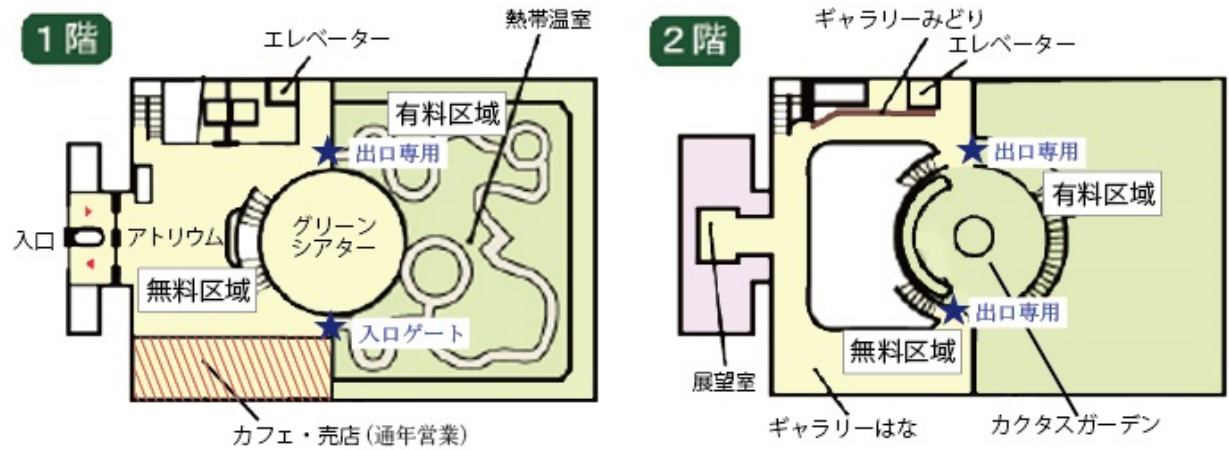 1階
エレベーター
熱帯温室
有料区域
出口専用
入口
アトリウム
グリーン
シアター
無料区域
入口ゲート
カフェ・売店(通年営業)
2階
ギャラリーみどり
エレベーター
出口専用
有料区域
出口専用
無料区域
展望室
ギャラリーはな
カクタスガーデン